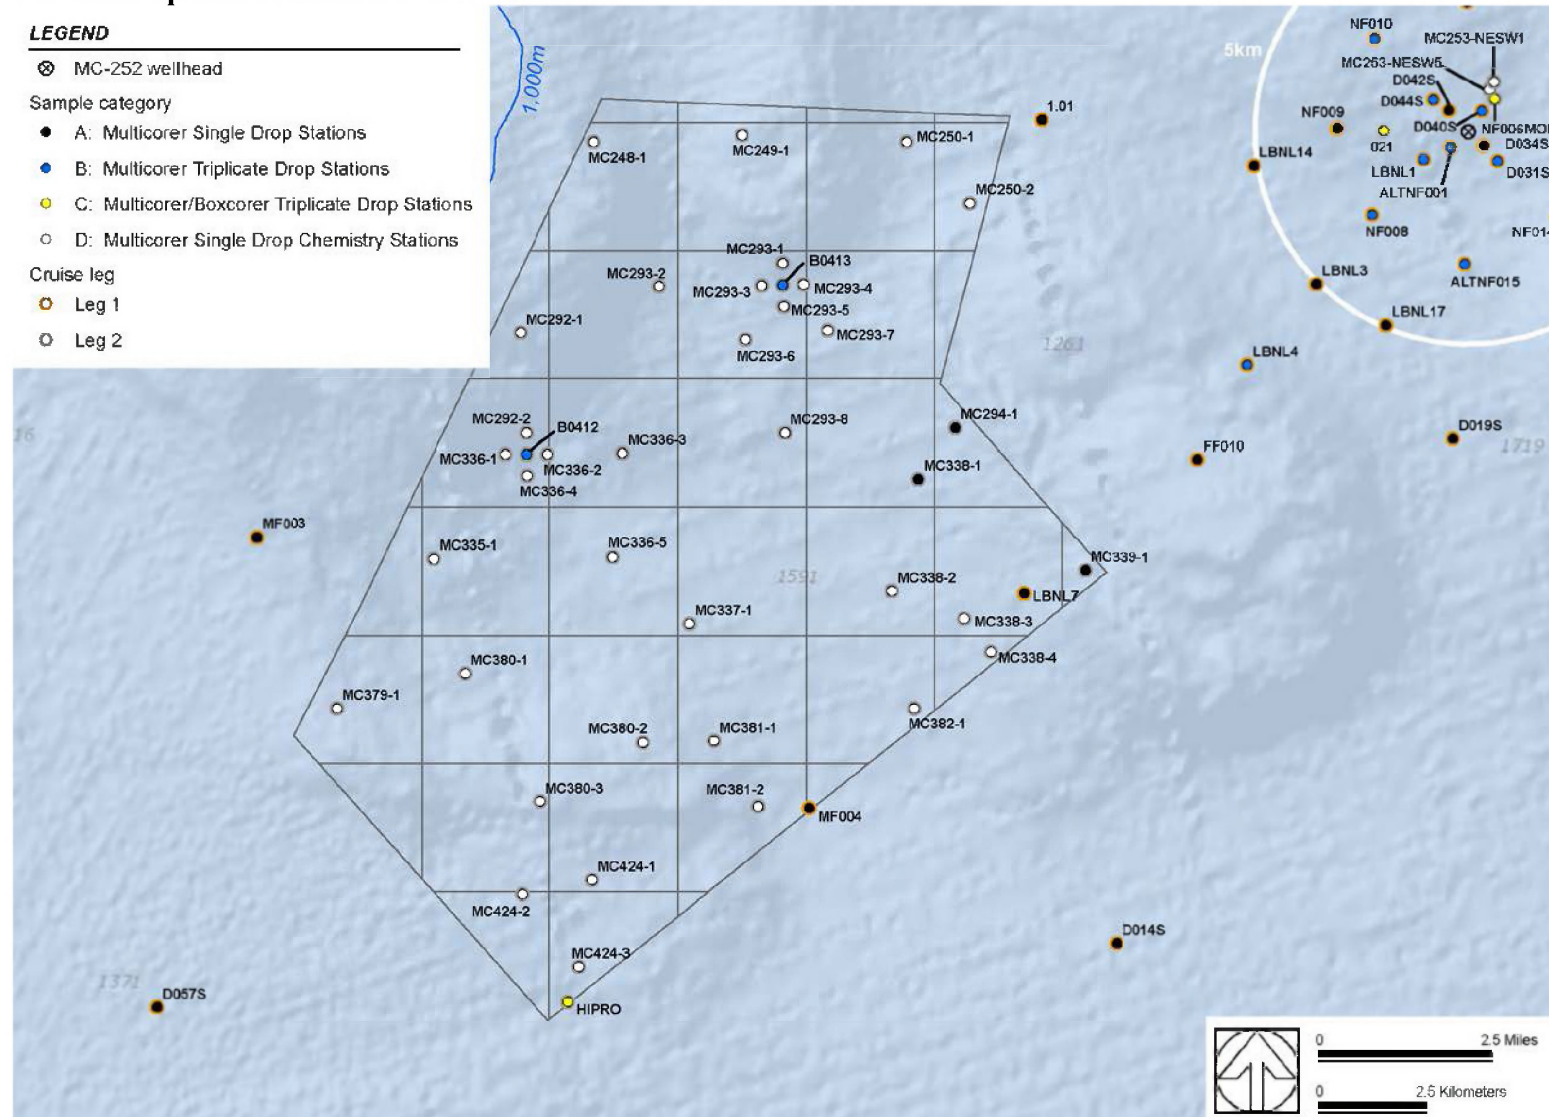 LEGEND
MC-252 wellhead
Sample category
A: Multicorer Single Drop Stations
B: Multicorer Triplicate Drop Stations
C: Multicorer/Boxcorer Triplicate Drop Stations
D: Multicorer Single Drop Chemistry Stations
Cruise leg
Leg 1
Leg 2
1,000m
5km
NF010
MC253-NESW1
MC253-NESW5
D042S
D044S
NF009
D040S
NF006MO
021
D034S
LBNL14
LBNL1
D031S
ALTNF001
NF008
NF01
LBNL3
ALTNF015
LBNL17
1.01
MC248-1
MC249-1
MC250-1
MC250-2
MC293-1
B0413
MC293-2
MC293-3
MC293-4
MC293-5
MC292-1
MC293-7
MC293-6
1261
LBNL4
MC292-2
B0412
MC293-8
MC294-1
D019S
16
MC336-3
MC336-1
MC336-2
FF010
1719
MC338-1
MC336-4
MF003
MC335-1
MC336-5
MC339-1
1591
MC338-2
LBNL7
MC337-1
MC338-3
MC380-1
MC338-4
MC379-1
MC380-2
MC381-1
MC382-1
MC380-3
MC381-2
MF004
MC424-1
MC424-2
D014S
MC424-3
1371
D057S
HIPRO
0 2.5 Miles
0 2.5 Kilometers